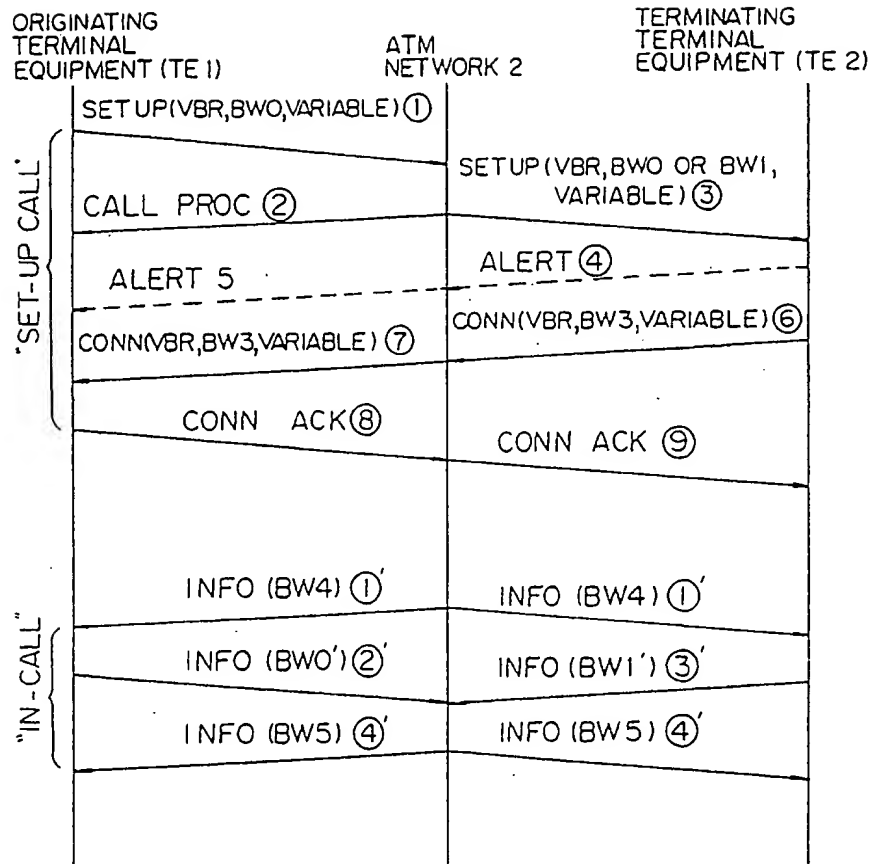 ORIGINATING
TERMINAL
EQUIPMENT (TE 1)
ATM
NETWORK 2
TERMINATING
TERMINAL
EQUIPMENT (TE 2)
SETUP(VBR,BW0,VARIABLE) ①
SETUP(VBR,BW0 OR BW1,
VARIABLE) ③
CALL PROC ②
"SET-UP CALL"
ALERT 5
ALERT ④
CONN(VBR,BW3,VARIABLE) ⑥
CONN(VBR,BW3,VARIABLE) ⑦
CONN ACK ⑧
CONN ACK ⑨
INFO (BW4) ①′
INFO (BW4) ①′
"IN-CALL"
INFO (BW0′) ②′
INFO (BW1′) ③′
INFO (BW5) ④′
INFO (BW5) ④′